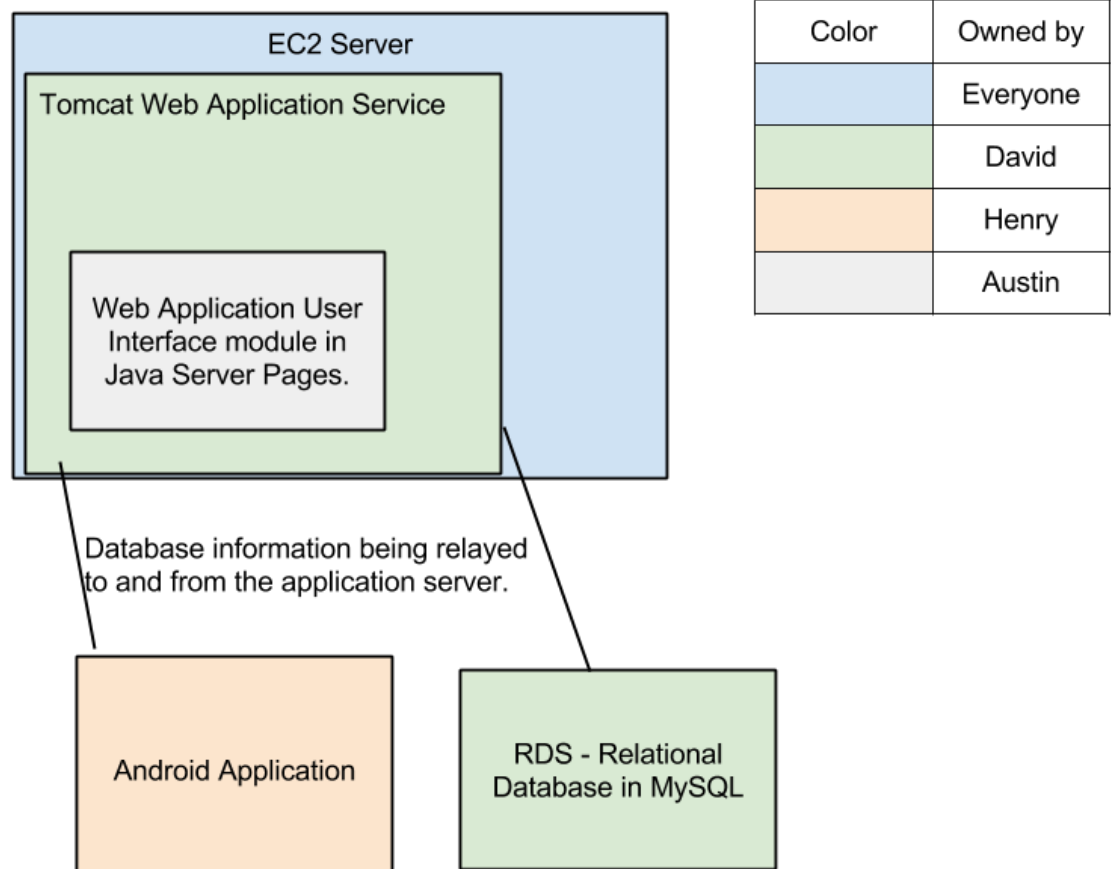 EC2 Server
Tomcat Web Application Service
Web Application User
Interface module in
Java Server Pages.
Database information being relayed
to and from the application server.
Android Application
RDS - Relational
Database in MySQL
Color Owned by
Everyone
David
Henry
Austin